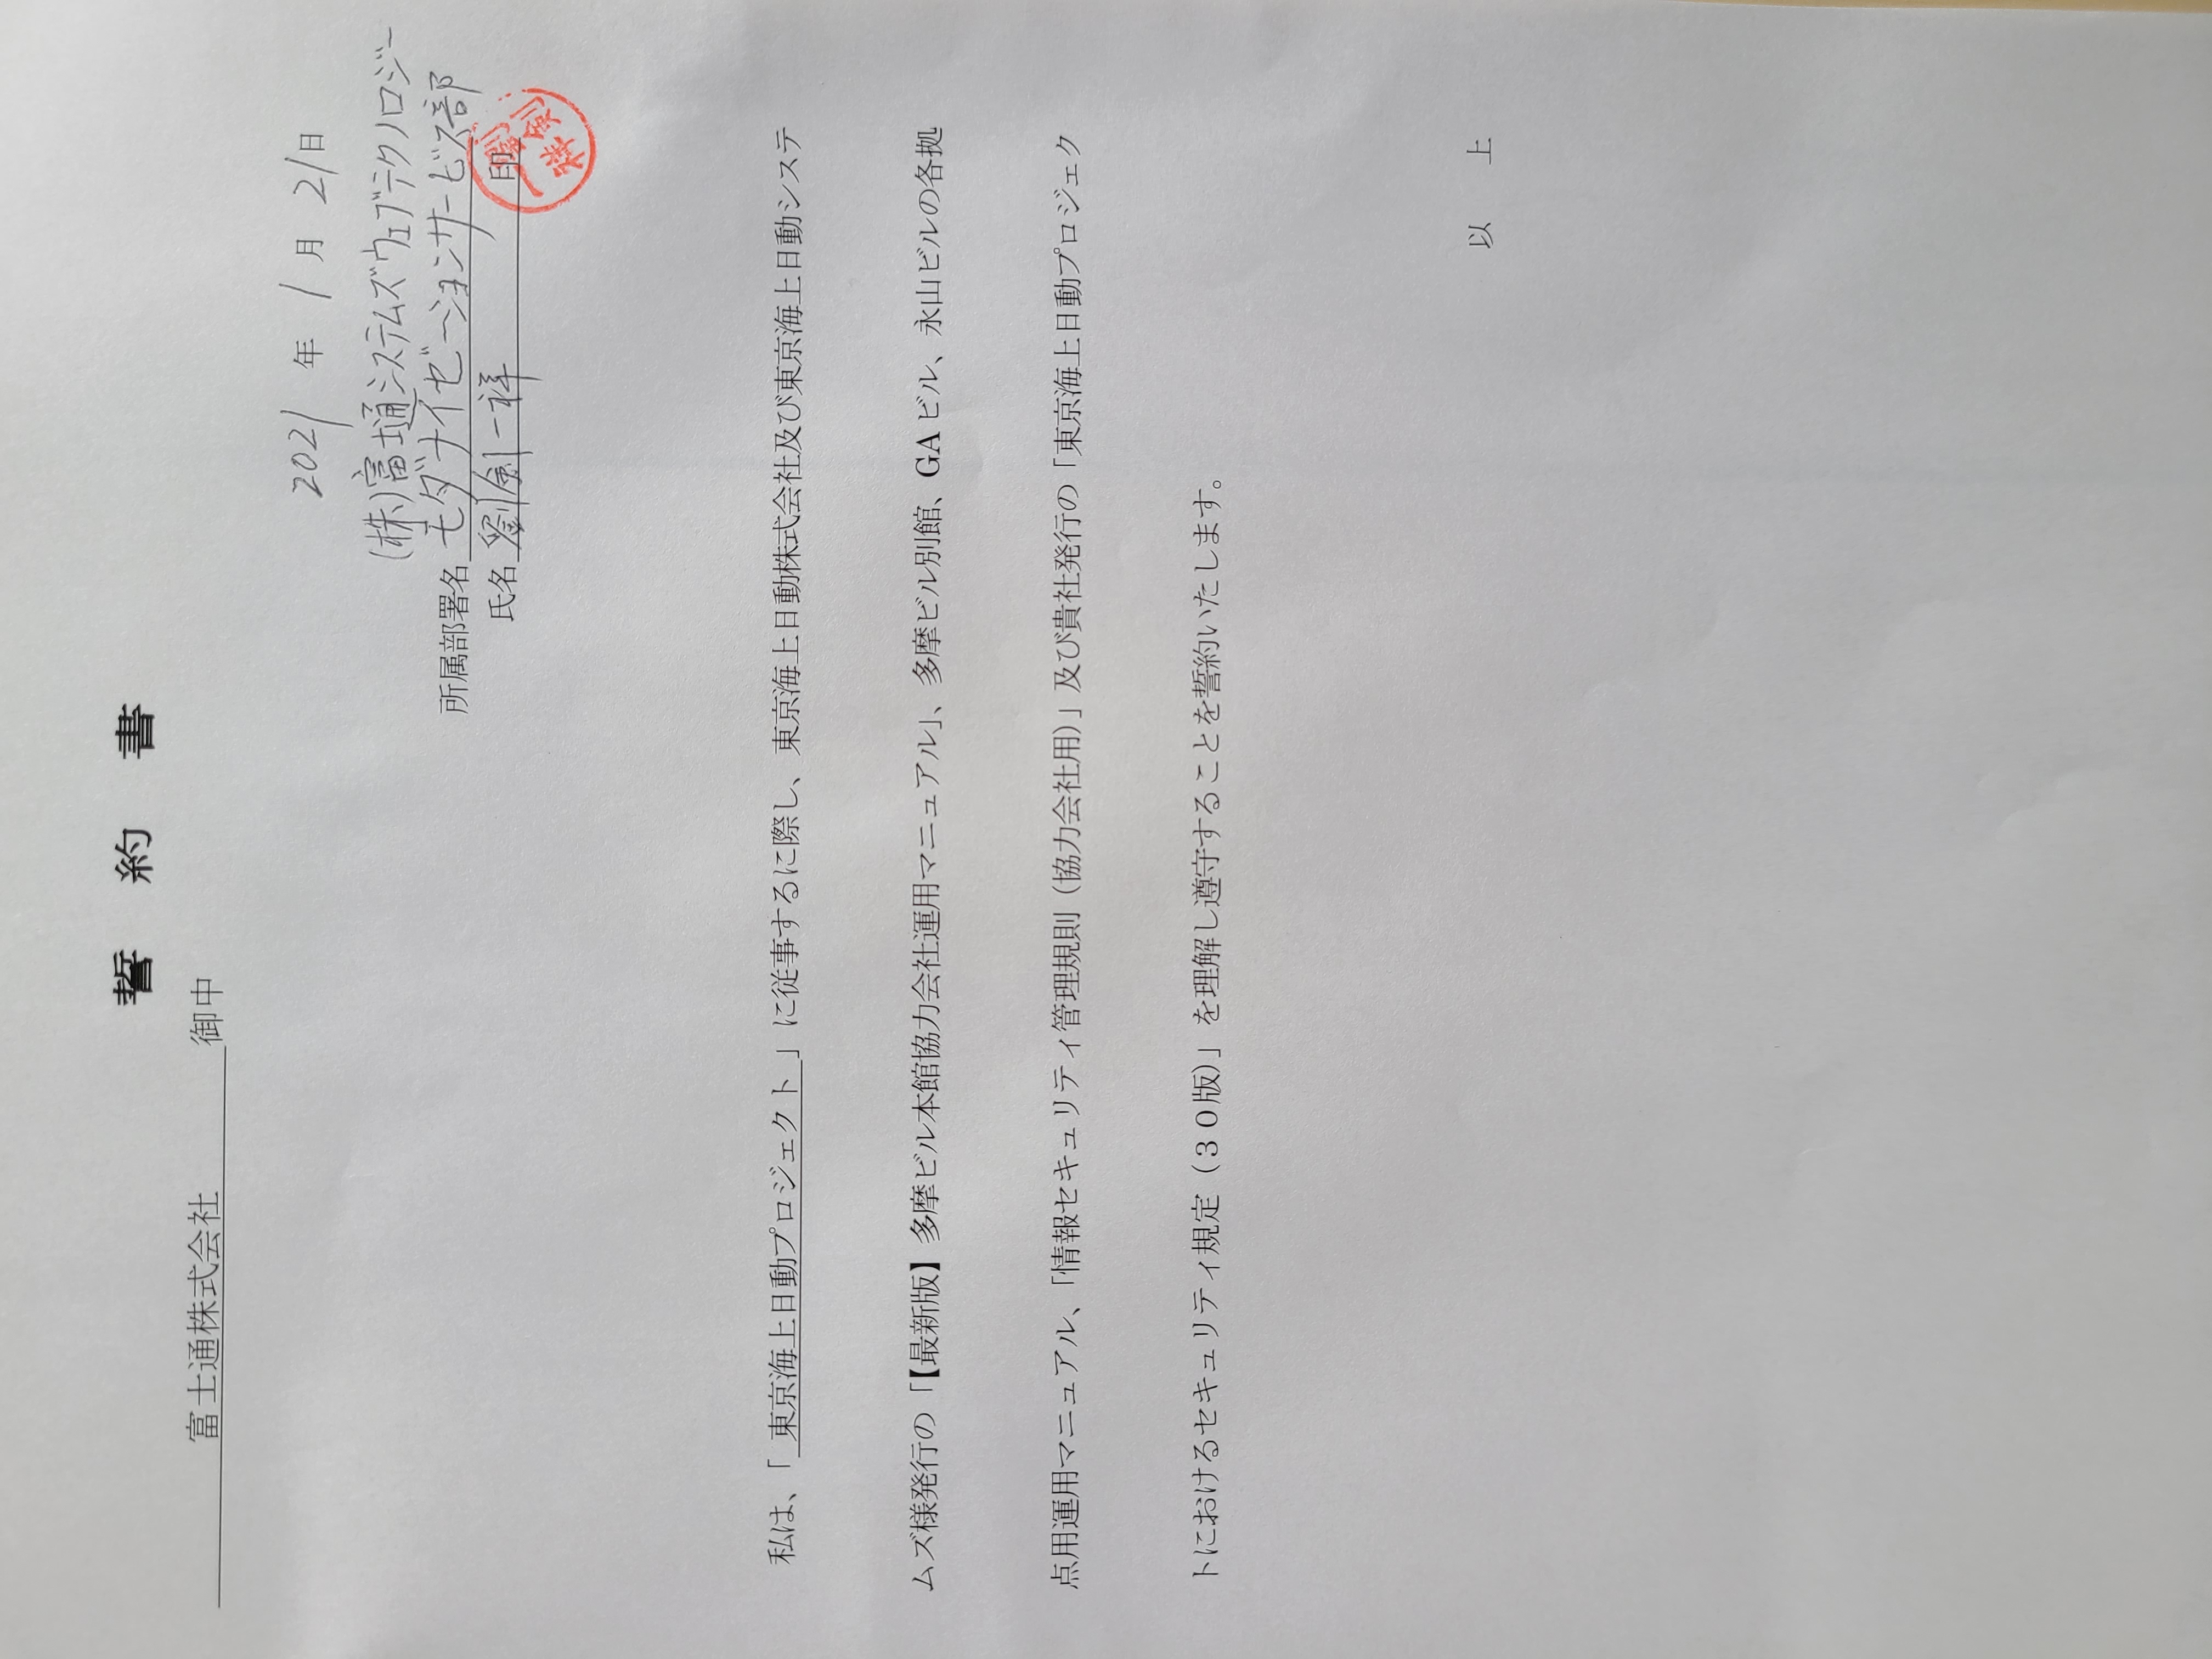 誓約書
富士通株式会社 御中
2021 年 1 月 21 日
(株)富士通システムズウェブテクノロジー
所属部署名 モダナイゼーションサービス部
氏名 劉剣一祥 印
劉剣一祥
私は、「 東京海上日動プロジェクト 」に従事するに際し、東京海上日動株式会社及び東京海上日動システ
ムズ様発行の「【最新版】多摩ビル本館協力会社運用マニュアル」、多摩ビル別館、GA ビル、永山ビルの各拠
点用運用マニュアル、「情報セキュリティ管理規則（協力会社用）」及び貴社発行の「東京海上日動プロジェク
トにおけるセキュリティ規定（３０版）」を理解し遵守することを誓約いたします。
以 上